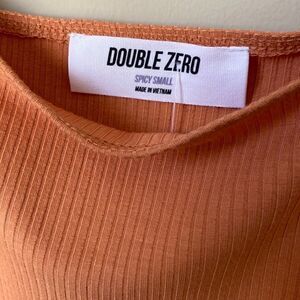 DOUBLE ZERO
SPICY SMALL
MADE IN VIETNAM